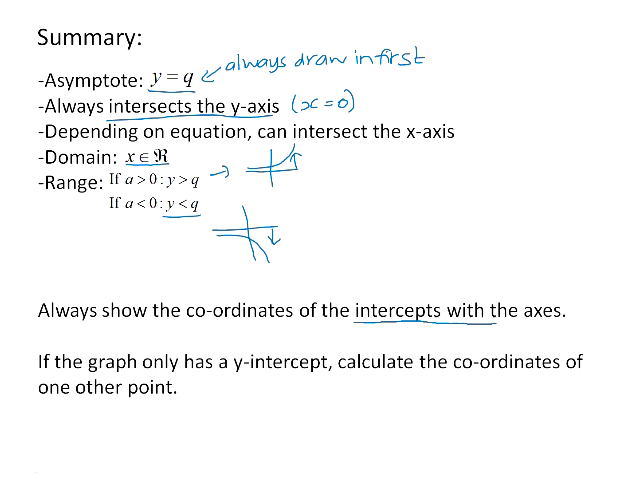 Summary:
always draw in first
-Asymptote: y = q
-Always intersects the y-axis (x=0)
-Depending on equation, can intersect the x-axis
-Domain: x ∈ ℜ
-Range: If a > 0 : y > q
If a < 0 : y < q
Always show the co-ordinates of the intercepts with the axes.
If the graph only has a y-intercept, calculate the co-ordinates of
one other point.